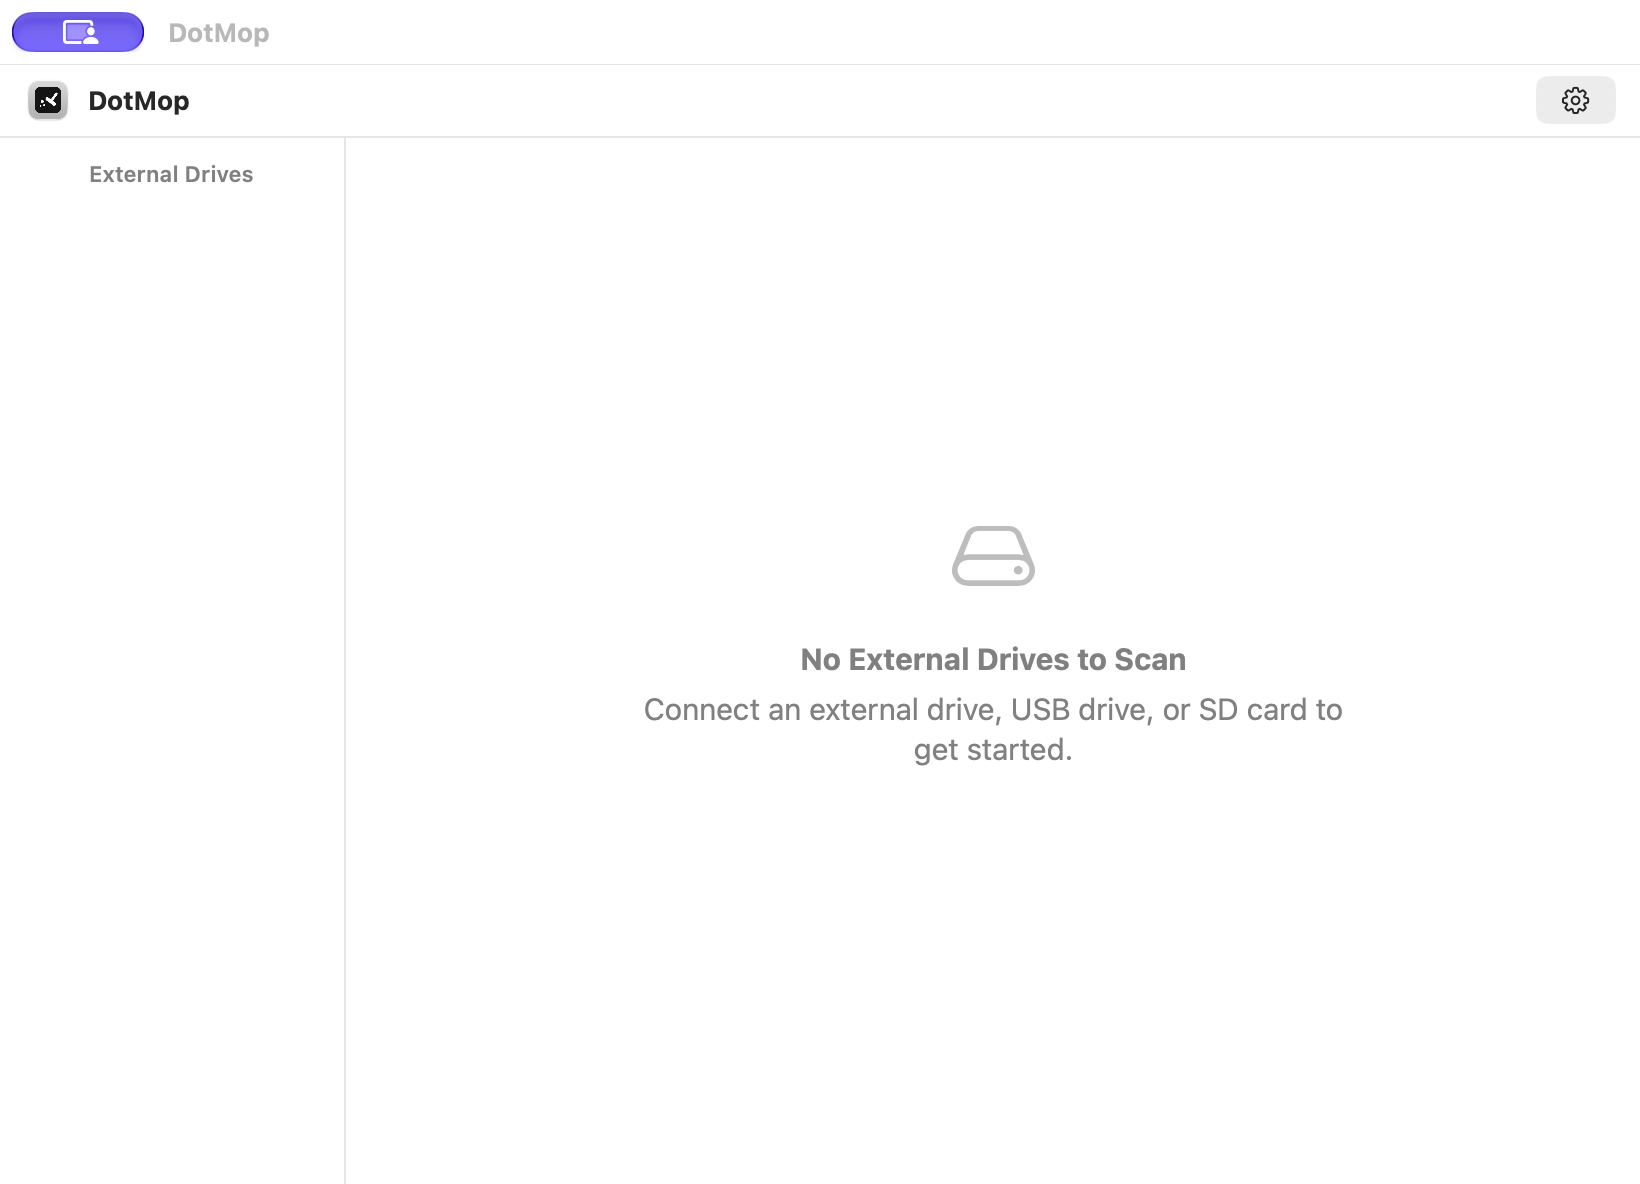 DotMop
DotMop
External Drives
No External Drives to Scan
Connect an external drive, USB drive, or SD card to
get started.